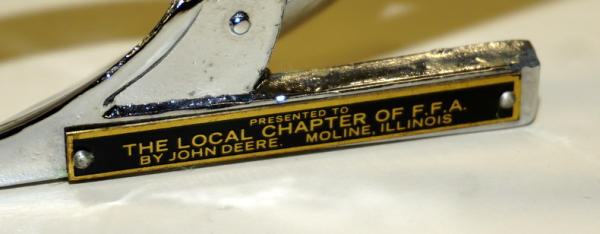 PRESENTED TO
THE LOCAL CHAPTER OF F.F.A.
BY JOHN DEERE. MOLINE, ILLINOIS